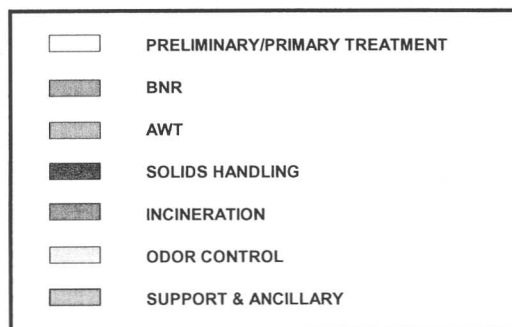 PRELIMINARY/PRIMARY TREATMENT
BNR
AWT
SOLIDS HANDLING
INCINERATION
ODOR CONTROL
SUPPORT & ANCILLARY